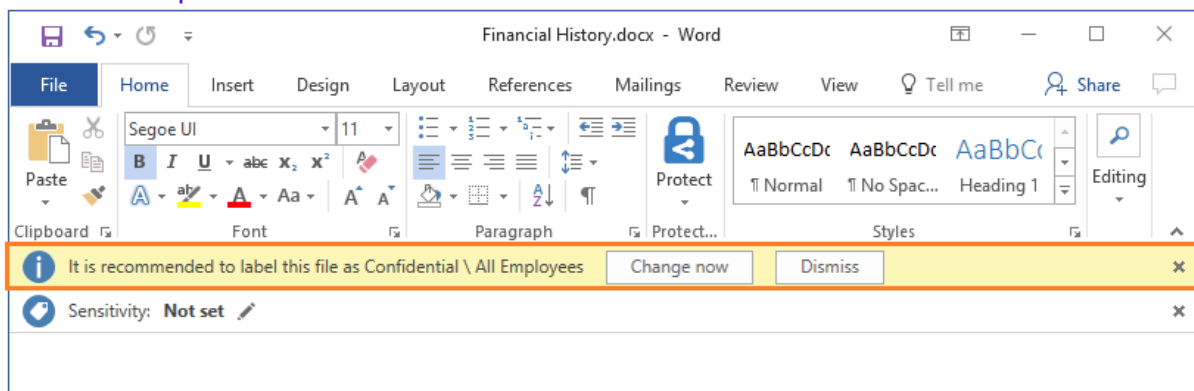 Financial History.docx - Word
File Home Insert Design Layout References Mailings Review View Tell me Share
Segoe UI 11 AaBbCcDc AaBbCcDc AaBbC
Paste B I U abc x₂ x² Protect ¶ Normal ¶ No Spac... Heading 1 Editing
A aby A Aa A A A Z ¶
Clipboard Font Paragraph Protect... Styles
It is recommended to label this file as Confidential \ All Employees Change now Dismiss
Sensitivity: Not set